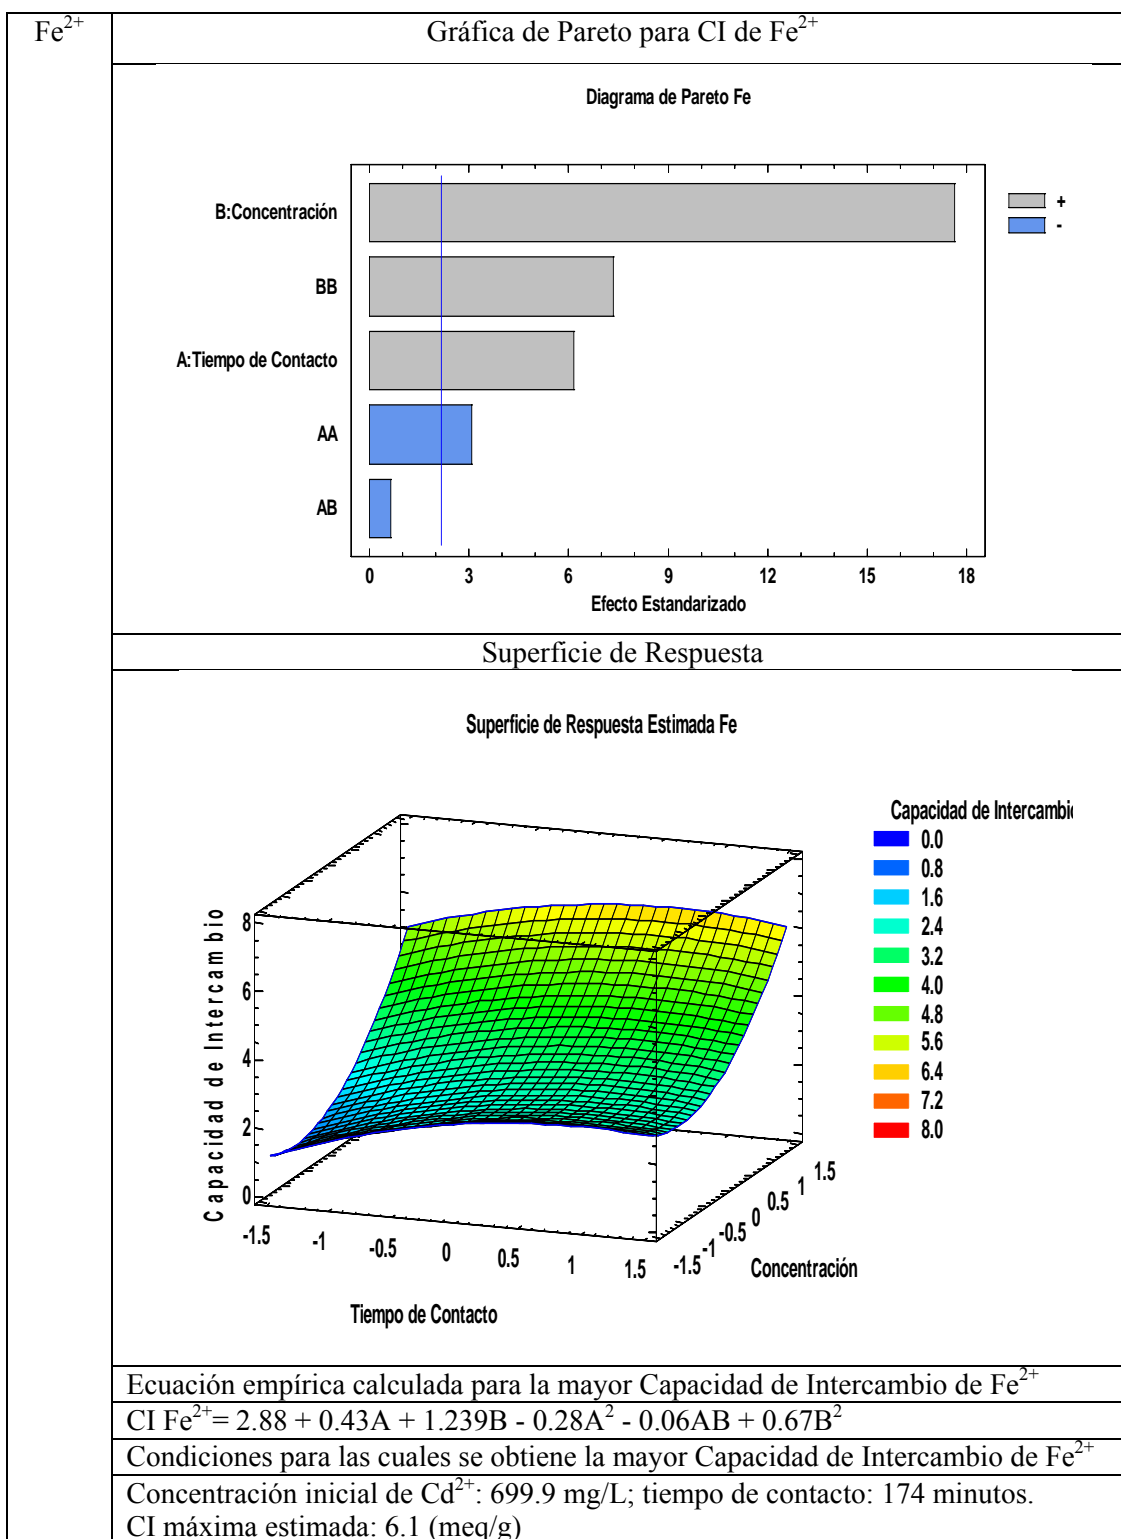 Fe2+
Gráfica de Pareto para CI de Fe2+
Diagrama de Pareto Fe
B:Concentración
BB
A:Tiempo de Contacto
AA
AB
+
-
0 3 6 9 12 15 18
Efecto Estandarizado
Superficie de Respuesta
Superficie de Respuesta Estimada Fe
Capacidad de Intercambio
0.0
0.8
1.6
2.4
3.2
4.0
4.8
5.6
6.4
7.2
8.0
Capacidad de Intercambio
8
6
4
2
0
-1.5 -1 -0.5 0 0.5 1 1.5
Tiempo de Contacto
-1.5 -1 -0.5 0 0.5 1 1.5
Concentración
Ecuación empírica calculada para la mayor Capacidad de Intercambio de Fe2+
CI Fe2+= 2.88 + 0.43A + 1.239B - 0.28A2 - 0.06AB + 0.67B2
Condiciones para las cuales se obtiene la mayor Capacidad de Intercambio de Fe2+
Concentración inicial de Cd2+: 699.9 mg/L; tiempo de contacto: 174 minutos.
CI máxima estimada: 6.1 (meq/g)